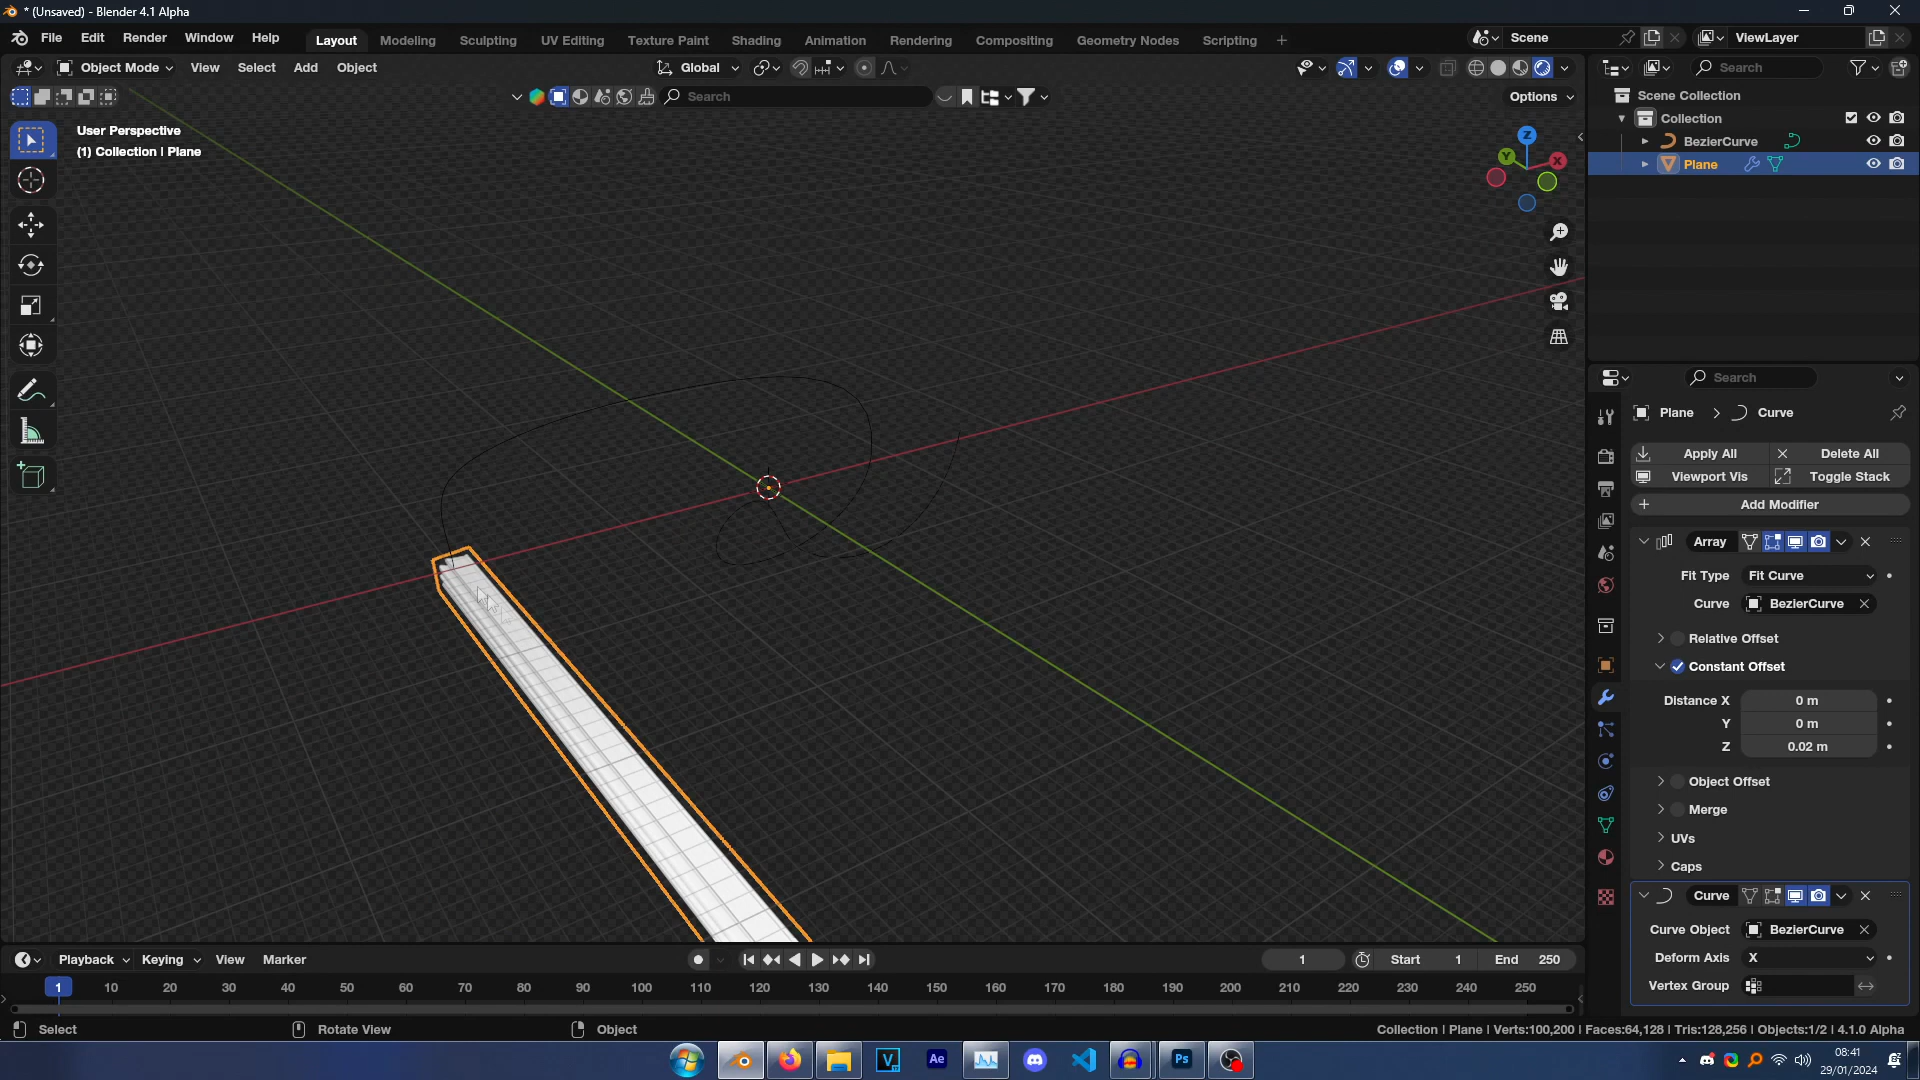 * (Unsaved) - Blender 4.1 Alpha
File Edit Render Window Help
Layout Modeling Sculpting UV Editing Texture Paint Shading Animation Rendering Compositing Geometry Nodes Scripting +
Scene
ViewLayer
Object Mode View Select Add Object
Global
Search
Search
Options
User Perspective
(1) Collection | Plane
Z
Y
X
Scene Collection
Collection
BezierCurve
Plane
Search
Plane > Curve
Apply All
Delete All
Viewport Vis
Toggle Stack
Add Modifier
Array
Fit Type Fit Curve
Curve BezierCurve
Relative Offset
Constant Offset
Distance X 0 m
Y 0 m
Z 0.02 m
Object Offset
Merge
UVs
Caps
Curve
Curve Object BezierCurve
Deform Axis X
Vertex Group
Playback Keying View Marker
1
Start 1
End 250
1 10 20 30 40 50 60 70 80 90 100 110 120 130 140 150 160 170 180 190 200 210 220 230 240 250
Select
Rotate View
Object
Collection | Plane | Verts:100,200 | Faces:64,128 | Tris:128,256 | Objects:1/2 | 4.1.0 Alpha
V
Ae
Ps
08:41
29/01/2024